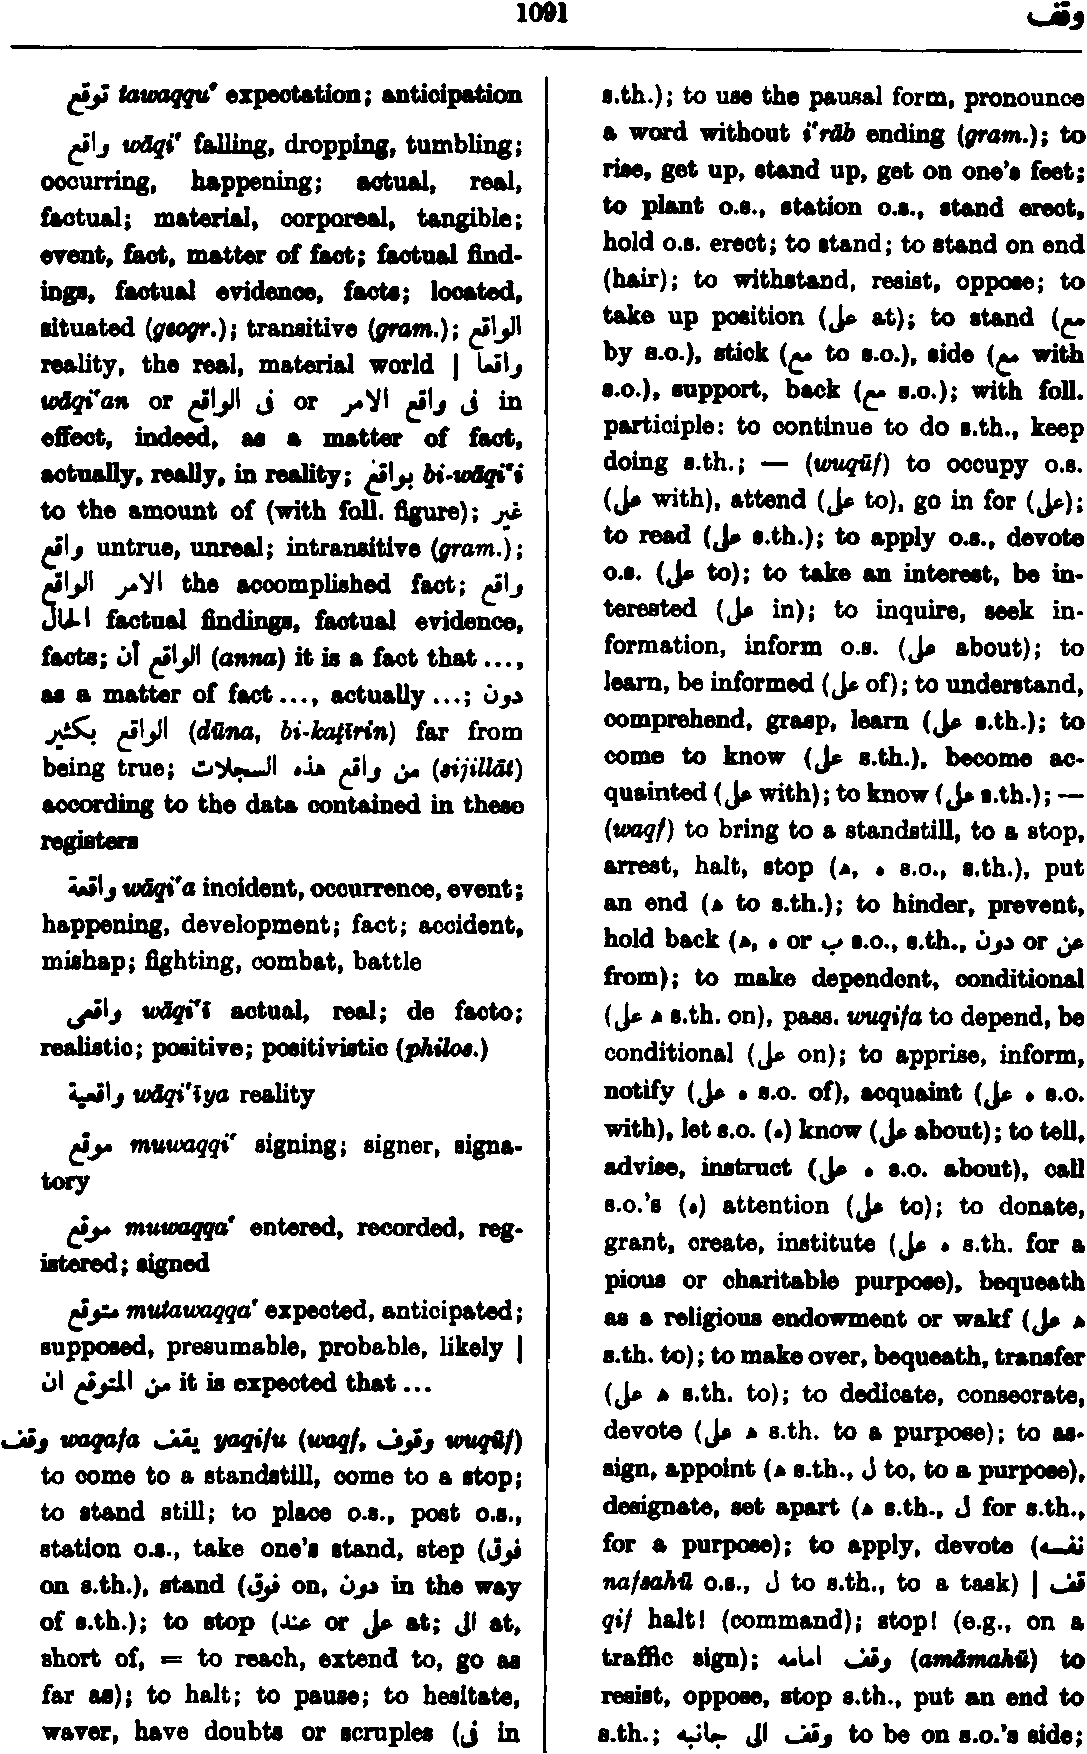 1091
وقف
توقع tawaqqu' expectation; anticipation
واقع wāqi' falling, dropping, tumbling;
occurring, happening; actual, real,
factual; material, corporeal, tangible;
event, fact, matter of fact; factual find-
ings, factual evidence, facts; located,
situated (geogr.); transitive (gram.); الواقع
reality, the real, material world | واقعا
wāqi'an or فى الواقع or فى واقع الامر in
effect, indeed, as a matter of fact,
actually, really, in reality; بواقع bi-wāqi'i
to the amount of (with foll. figure); غير
واقع untrue, unreal; intransitive (gram.);
الامر الواقع the accomplished fact; واقع
الحال factual findings, factual evidence,
facts; الواقع أن (anna) it is a fact that ...,
as a matter of fact ..., actually ...; دون
الواقع بكثير (dūna, bi-kaṯīrin) far from
being true; من واقع هذه السجلات (sijillāt)
according to the data contained in these
registers
واقعة wāqi'a incident, occurrence, event;
happening, development; fact; accident,
mishap; fighting, combat, battle
واقعى wāqi'ī actual, real; de facto;
realistic; positive; positivistic (philos.)
واقعية wāqi'īya reality
موقع muwaqqi' signing; signer, signa-
tory
موقع muwaqqa' entered, recorded, reg-
istered; signed
متوقع mutawaqqa' expected, anticipated;
supposed, presumable, probable, likely |
من المتوقع ان it is expected that ...
وقف waqafa يقف yaqifu (waqf, وقوف wuqūf)
to come to a standstill, come to a stop;
to stand still; to place o.s., post o.s.,
station o.s., take one's stand, step (فوق
on s.th.), stand (فوق on, دون in the way
of s.th.); to stop (عند or على at; الى at,
short of, = to reach, extend to, go as
far as); to halt; to pause; to hesitate,
waver, have doubts or scruples (فى in
s.th.); to use the pausal form, pronounce
a word without i'rāb ending (gram.); to
rise, get up, stand up, get on one's feet;
to plant o.s., station o.s., stand erect,
hold o.s. erect; to stand; to stand on end
(hair); to withstand, resist, oppose; to
take up position (على at); to stand (مع
by s.o.), stick (مع to s.o.), side (مع with
s.o.), support, back (مع s.o.); with foll.
participle: to continue to do s.th., keep
doing s.th.; — (wuqūf) to occupy o.s.
(على with), attend (على to), go in for (على);
to read (على s.th.); to apply o.s., devote
o.s. (على to); to take an interest, be in-
terested (على in); to inquire, seek in-
formation, inform o.s. (على about); to
learn, be informed (على of); to understand,
comprehend, grasp, learn (على s.th.); to
come to know (على s.th.), become ac-
quainted (على with); to know (على s.th.); —
(waqf) to bring to a standstill, to a stop,
arrest, halt, stop (ه, ه s.o., s.th.), put
an end (ه to s.th.); to hinder, prevent,
hold back (ه, ه or ب s.o., s.th., دون or عن
from); to make dependent, conditional
(على ه s.th. on), pass. wuqifa to depend, be
conditional (على on); to apprise, inform,
notify (على ه s.o. of), acquaint (على ه s.o.
with), let s.o. (ه) know (على about); to tell,
advise, instruct (على ه s.o. about), call
s.o.'s (ه) attention (على to); to donate,
grant, create, institute (على ه s.th. for a
pious or charitable purpose), bequeath
as a religious endowment or wakf (على ه
s.th. to); to make over, bequeath, transfer
(على ه s.th. to); to dedicate, consecrate,
devote (على ه s.th. to a purpose); to as-
sign, appoint (ه s.th., ل to, to a purpose),
designate, set apart (ه s.th., ل for s.th.,
for a purpose); to apply, devote (نفسه
nafsahū o.s., ل to s.th., to a task) | قف
qif halt! (command); stop! (e.g., on a
traffic sign); وقف امامه (amāmahū) to
resist, oppose, stop s.th., put an end to
s.th.; وقف الى جانبه to be on s.o.'s side;